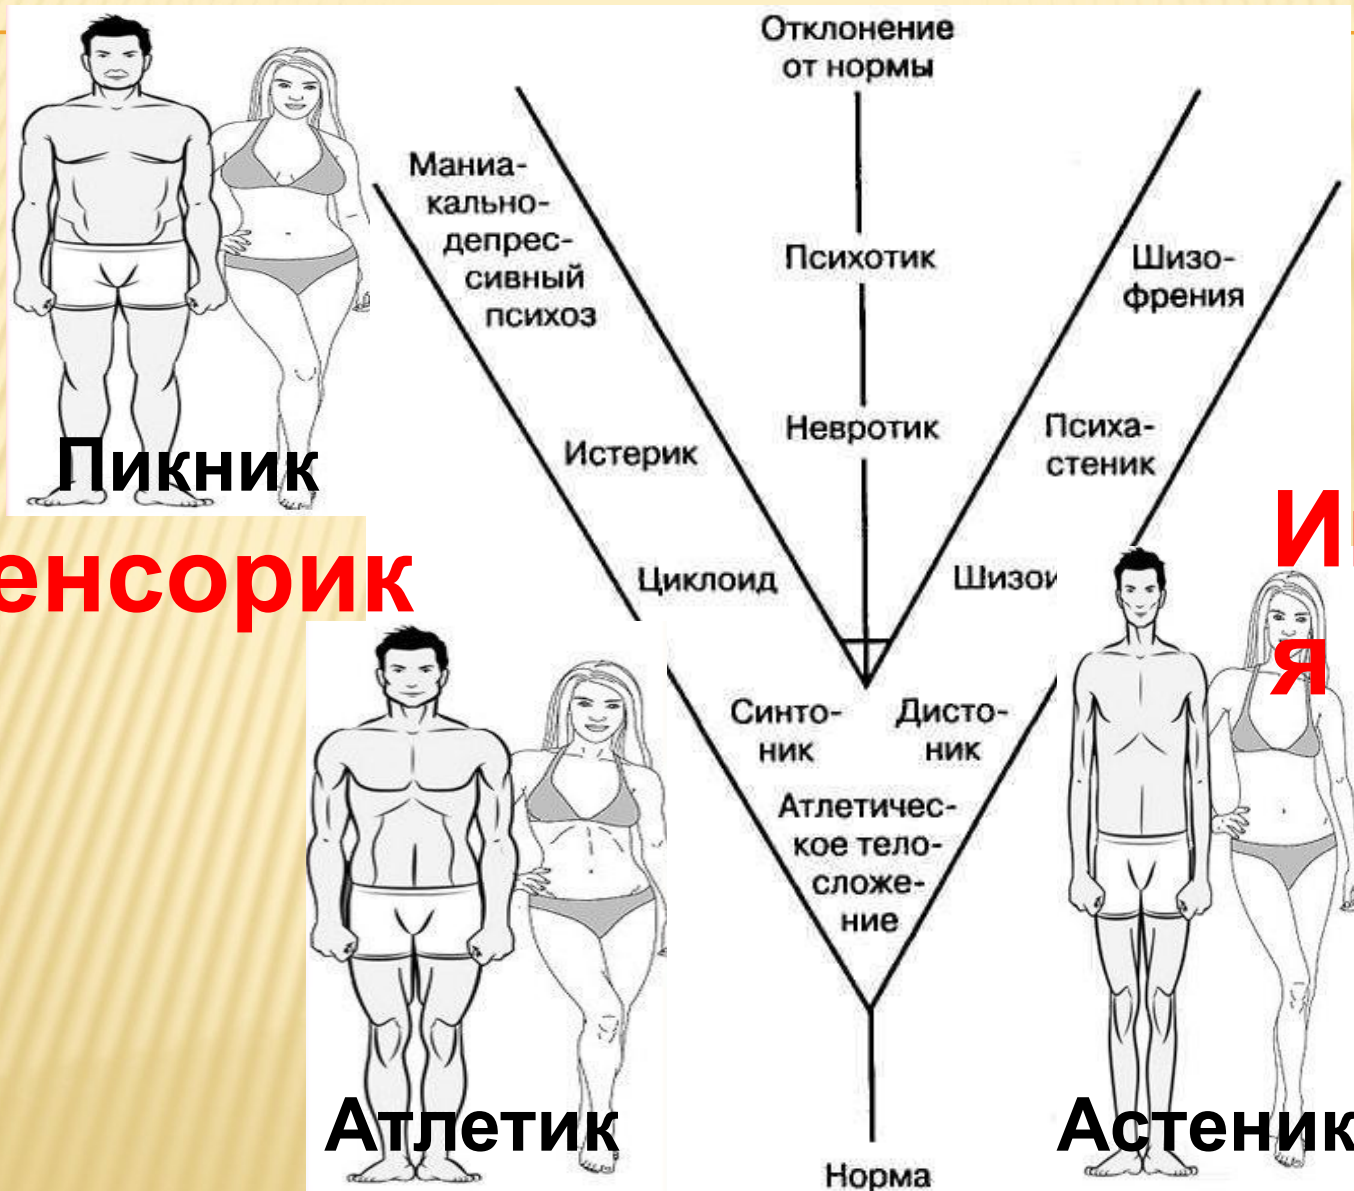 Отклонение
от нормы
Маниа-
кально-
депрес-
сивный
психоз
Психотик
Шизо-
френия
Невротик
Истерик
Психа-
стеник
Пикник
И
енсорик
Циклоид
Шизои
я
Синто-
ник
Дисто-
ник
Атлетичес-
кое тело-
сложе-
ние
Атлетик
Астеник
Норма